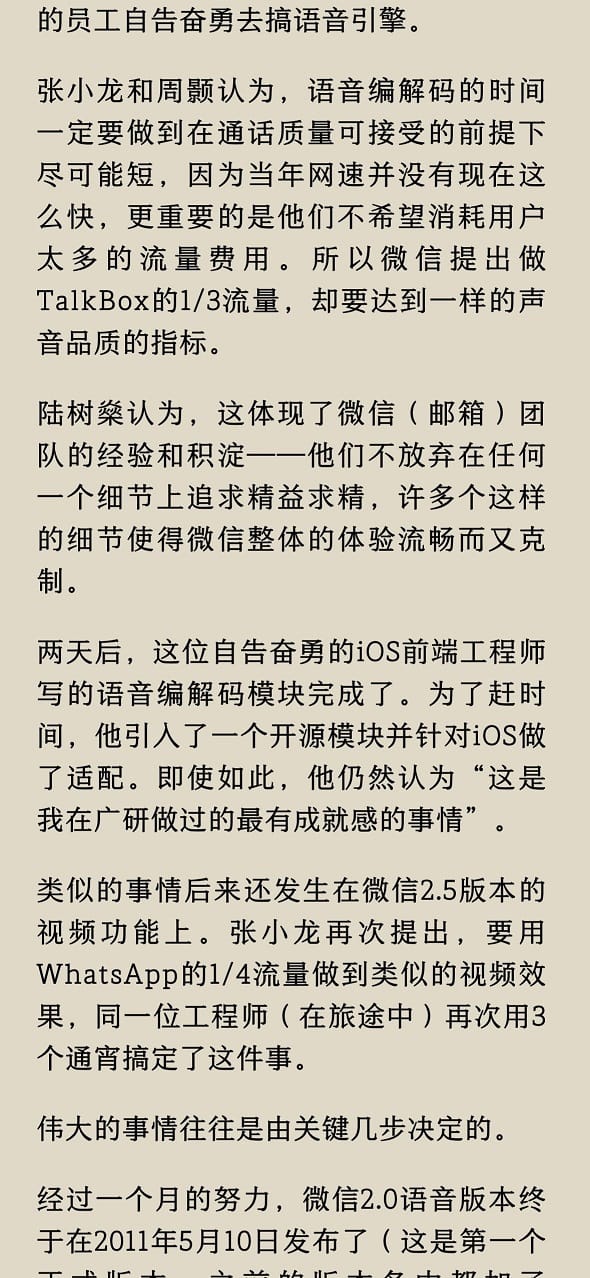 的员工自告奋勇去搞语音引擎。
张小龙和周颢认为，语音编解码的时间
一定要做到在通话质量可接受的前提下
尽可能短，因为当年网速并没有现在这
么快，更重要的是他们不希望消耗用户
太多的流量费用。所以微信提出做
TalkBox的1/3流量，却要达到一样的声
音品质的指标。
陆树燊认为，这体现了微信（邮箱）团
队的经验和积淀——他们不放弃在任何
一个细节上追求精益求精，许多个这样
的细节使得微信整体的体验流畅而又克
制。
两天后，这位自告奋勇的iOS前端工程师
写的语音编解码模块完成了。为了赶时
间，他引入了一个开源模块并针对iOS做
了适配。即使如此，他仍然认为“这是
我在广研做过的最有成就感的事情”。
类似的事情后来还发生在微信2.5版本的
视频功能上。张小龙再次提出，要用
WhatsApp的1/4流量做到类似的视频效
果，同一位工程师（在旅途中）再次用3
个通宵搞定了这件事。
伟大的事情往往是由关键几步决定的。
经过一个月的努力，微信2.0语音版本终
于在2011年5月10日发布了（这是第一个
正式版本，之前的版本名中都加了